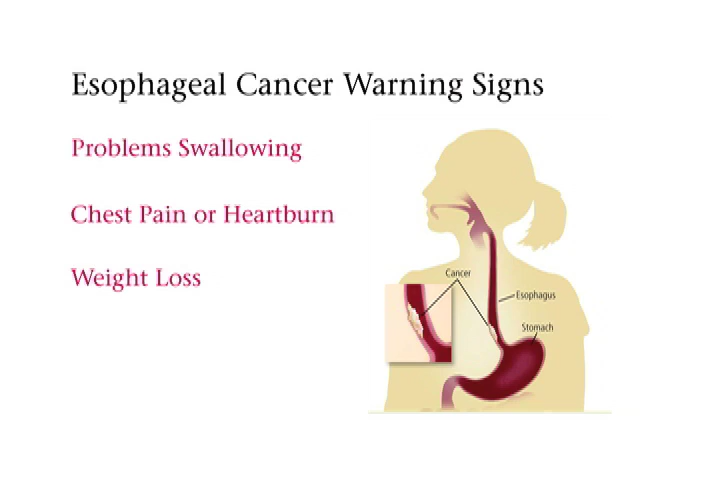 Esophageal Cancer Warning Signs
Problems Swallowing
Chest Pain or Heartburn
Weight Loss
Cancer
Esophagus
Stomach